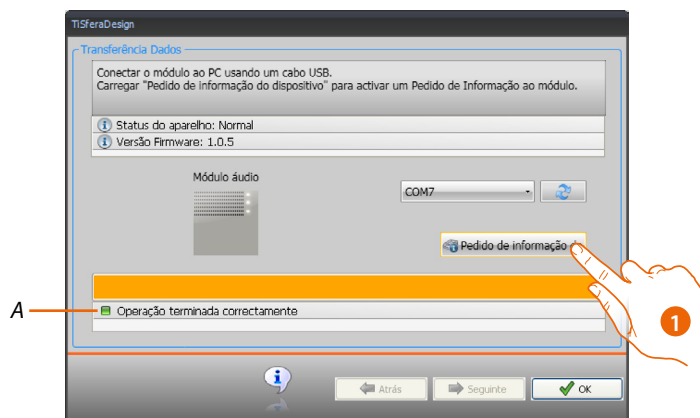 TiSferaDesign
Transferência Dados
Conectar o módulo ao PC usando um cabo USB.
Carregar "Pedido de informação do dispositivo" para activar um Pedido de Informação ao módulo.
Status do aparelho: Normal
Versão Firmware: 1.0.5
Módulo áudio
COM7
Pedido de informação
A
Operação terminada correctamente
1
Atrás
Seguinte
OK